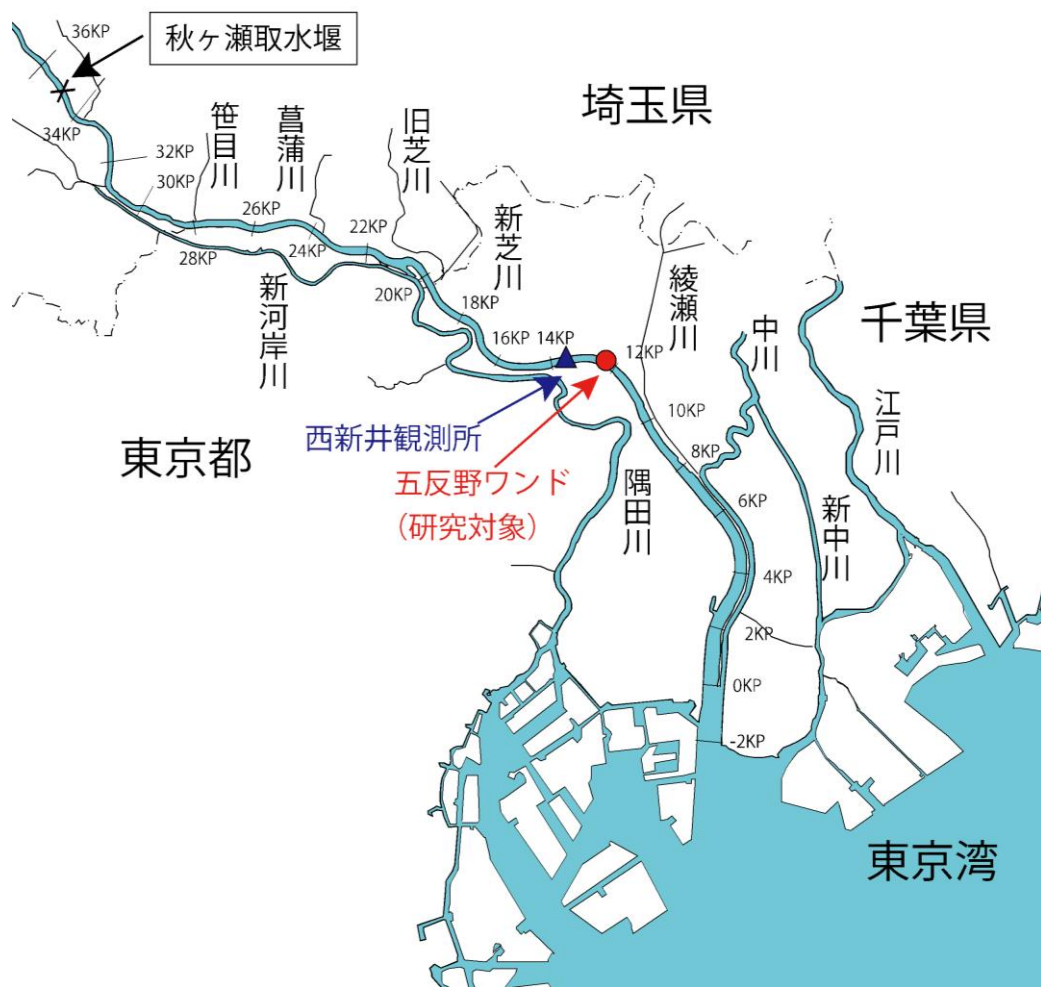 36KP
秋ヶ瀬取水堰
埼玉県
34KP
笹目川
菖蒲川
旧芝川
32KP
30KP
新芝川
26KP
22KP
24KP
28KP
新河岸川
20KP
18KP
綾瀬川
中川
千葉県
16KP
14KP
12KP
江戸川
西新井観測所
10KP
東京都
8KP
五反野ワンド
(研究対象)
隅田川
6KP
新中川
4KP
2KP
0KP
-2KP
東京湾